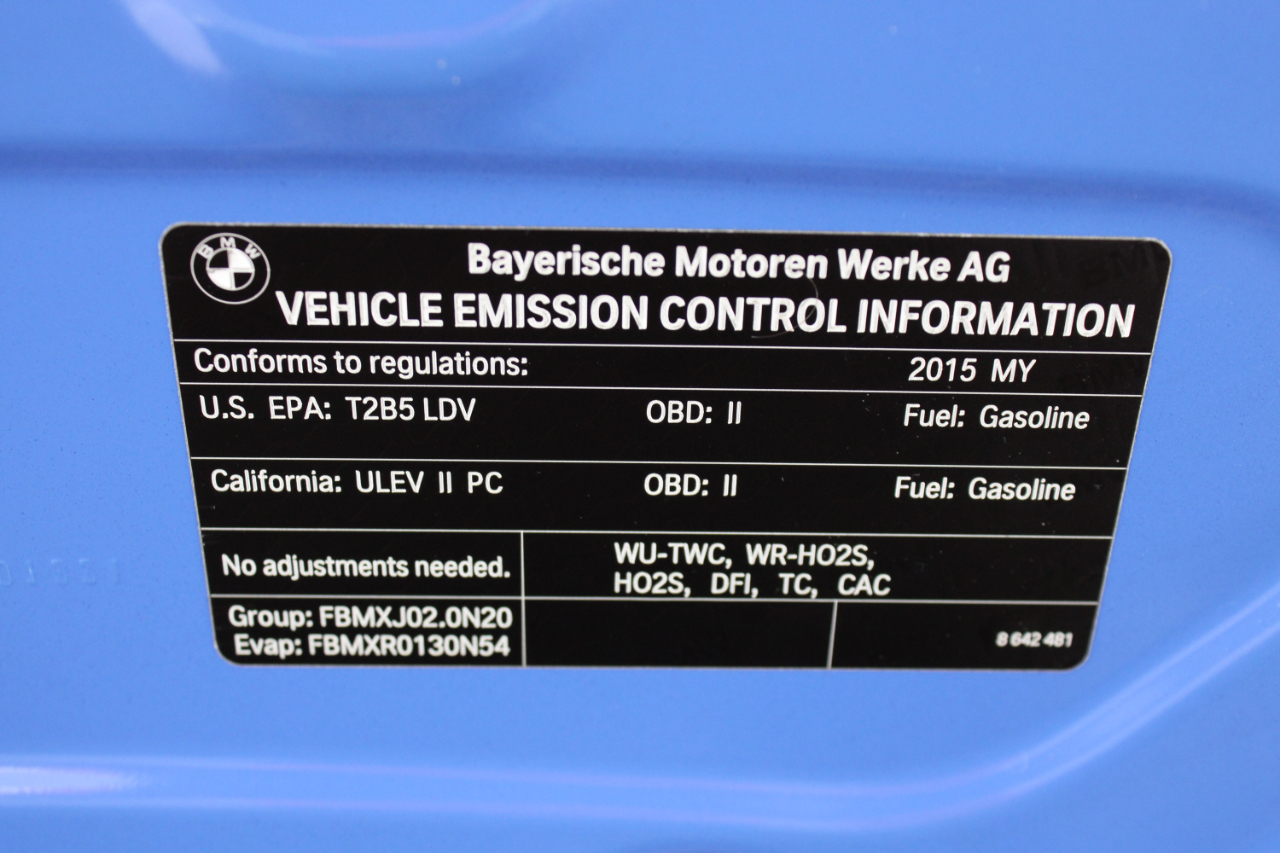 BMW
Bayerische Motoren Werke AG
VEHICLE EMISSION CONTROL INFORMATION
Conforms to regulations: 2015 MY
U.S. EPA: T2B5 LDV OBD: II Fuel: Gasoline
California: ULEV II PC OBD: II Fuel: Gasoline
No adjustments needed.
WU-TWC, WR-HO2S,
HO2S, DFI, TC, CAC
Group: FBMXJ02.0N20
Evap: FBMXR0130N54
8 642 481